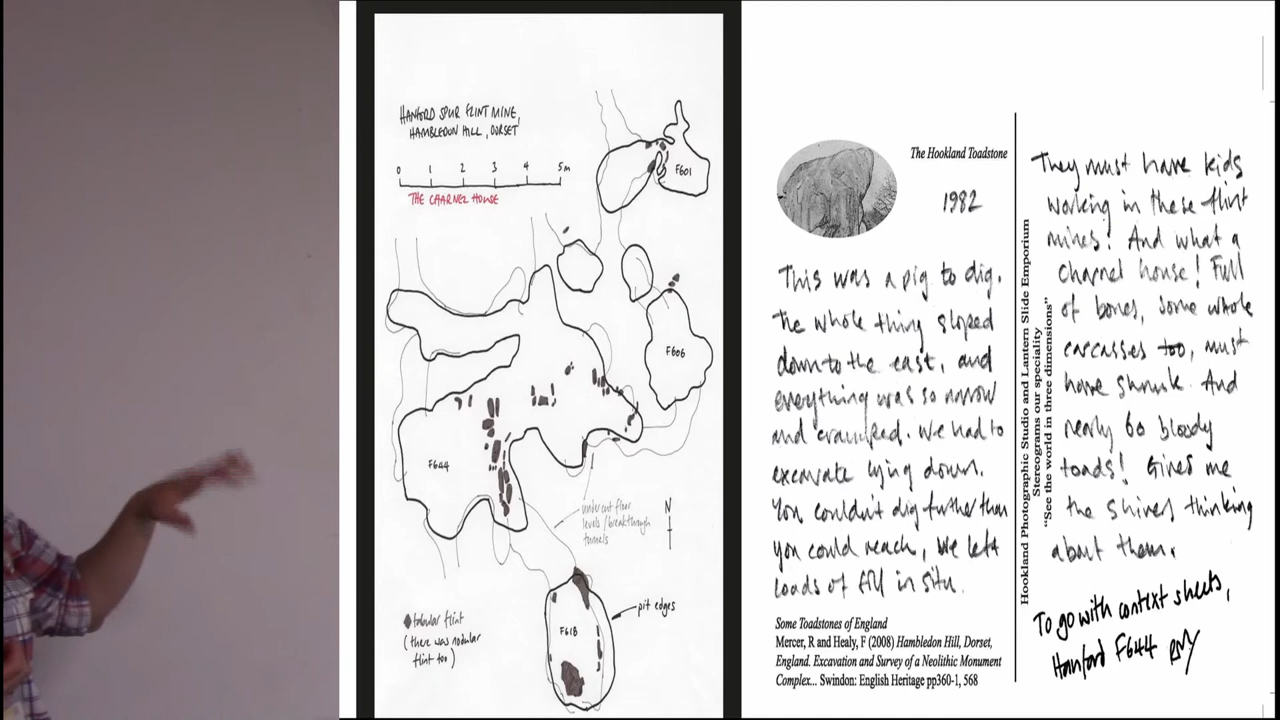 HANFORD SPUR FLINT MINE,
HAMBLEDON HILL, DORSET
0 1 2 3 4 5m
THE CHARNEL HOUSE
F601
F606
F644
undercut floor
levels/breakthrough
tunnels
N
tabular flint
(there was nodular
flint too)
F618
pit edges
The Hookland Toadstone
1982
This was a pig to dig.
The whole thing sloped
down to the east, and
everything was so narrow
and cramped. We had to
excavate lying down.
You couldn't dig further than
you could reach, we left
loads of fill in situ.
Some Toadstones of England
Mercer, R and Healy, F (2008) Hambledon Hill, Dorset,
England. Excavation and Survey of a Neolithic Monument
Complex... Swindon: English Heritage pp360-1, 568
Hookland Photographic Studio and Lantern Slide Emporium
Stereograms our speciality
“See the world in three dimensions”
They must have kids
working in these flint
mines! And what a
charnel house! Full
of bones, some whole
carcasses too, must
have stunk. And
nearly 60 bloody
toads! Gives me
the shivers thinking
about them.
To go with context sheets,
Hanford F644